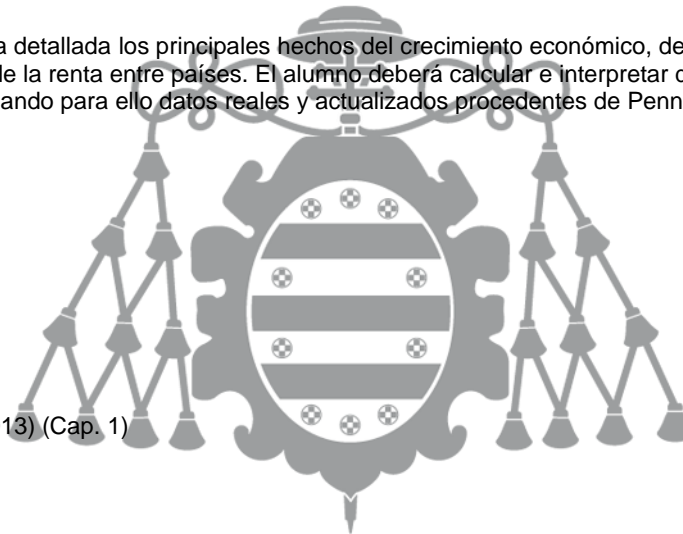 a detallada los principales hechos del crecimiento económico, de
de la renta entre países. El alumno deberá calcular e interpretar
ando para ello datos reales y actualizados procedentes de Penn
13) (Cap. 1)